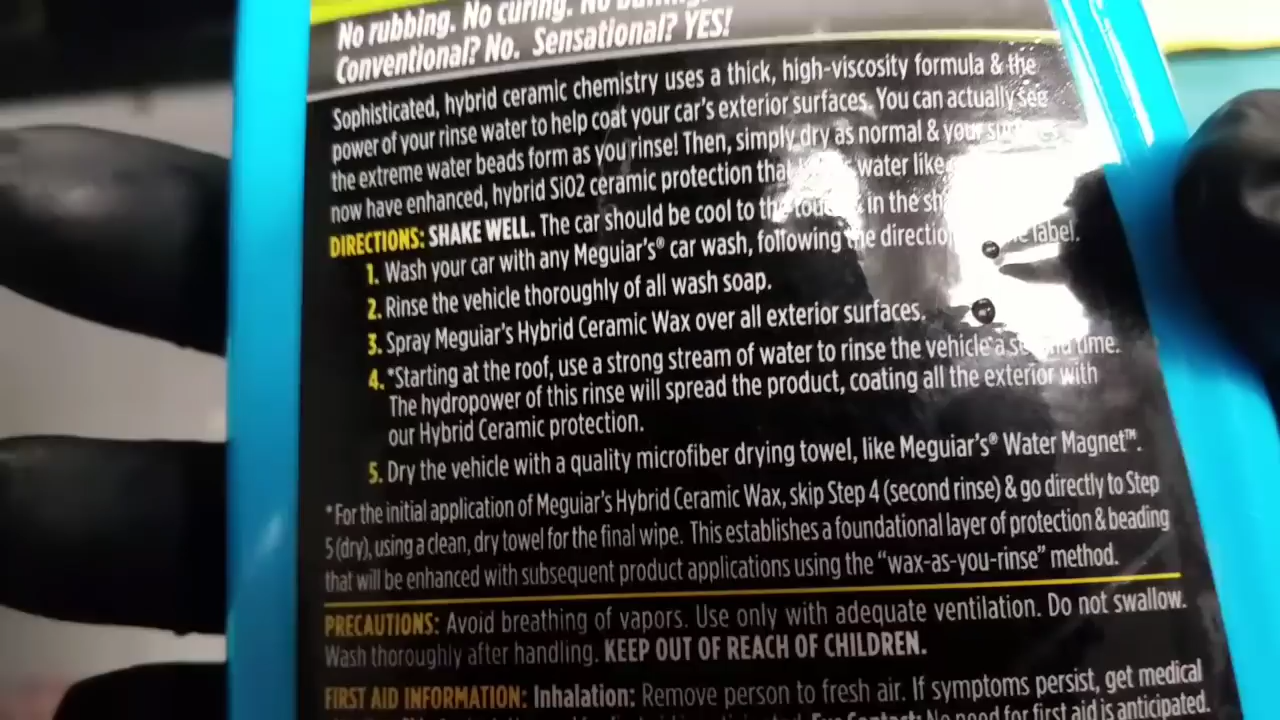 No rubbing. No curing. No
Conventional? No. Sensational? YES!
Sophisticated, hybrid ceramic chemistry uses a thick, high-viscosity formula & the
power of your rinse water to help coat your car's exterior surfaces. You can actually see
the extreme water beads form as you rinse! Then, simply dry as normal & your
now have enhanced, hybrid SiO2 ceramic protection that water like
DIRECTIONS: SHAKE WELL. The car should be cool to the touch & in the
1. Wash your car with any Meguiar's® car wash, following the label.
2. Rinse the vehicle thoroughly of all wash soap.
3. Spray Meguiar's Hybrid Ceramic Wax over all exterior surfaces.
4. *Starting at the roof, use a strong stream of water to rinse the vehicle a second time.
The hydropower of this rinse will spread the product, coating all the exterior with
our Hybrid Ceramic protection.
5. Dry the vehicle with a quality microfiber drying towel, like Meguiar's® Water Magnet™.
*For the initial application of Meguiar's Hybrid Ceramic Wax, skip Step 4 (second rinse) & go directly to Step
5 (dry), using a clean, dry towel for the final wipe. This establishes a foundational layer of protection & beading
that will be enhanced with subsequent product applications using the “wax-as-you-rinse” method.
PRECAUTIONS: Avoid breathing of vapors. Use only with adequate ventilation. Do not swallow.
Wash thoroughly after handling. KEEP OUT OF REACH OF CHILDREN.
FIRST AID INFORMATION: Inhalation: Remove person to fresh air. If symptoms persist, get medical
Eye Contact: No need for first aid is anticipated.